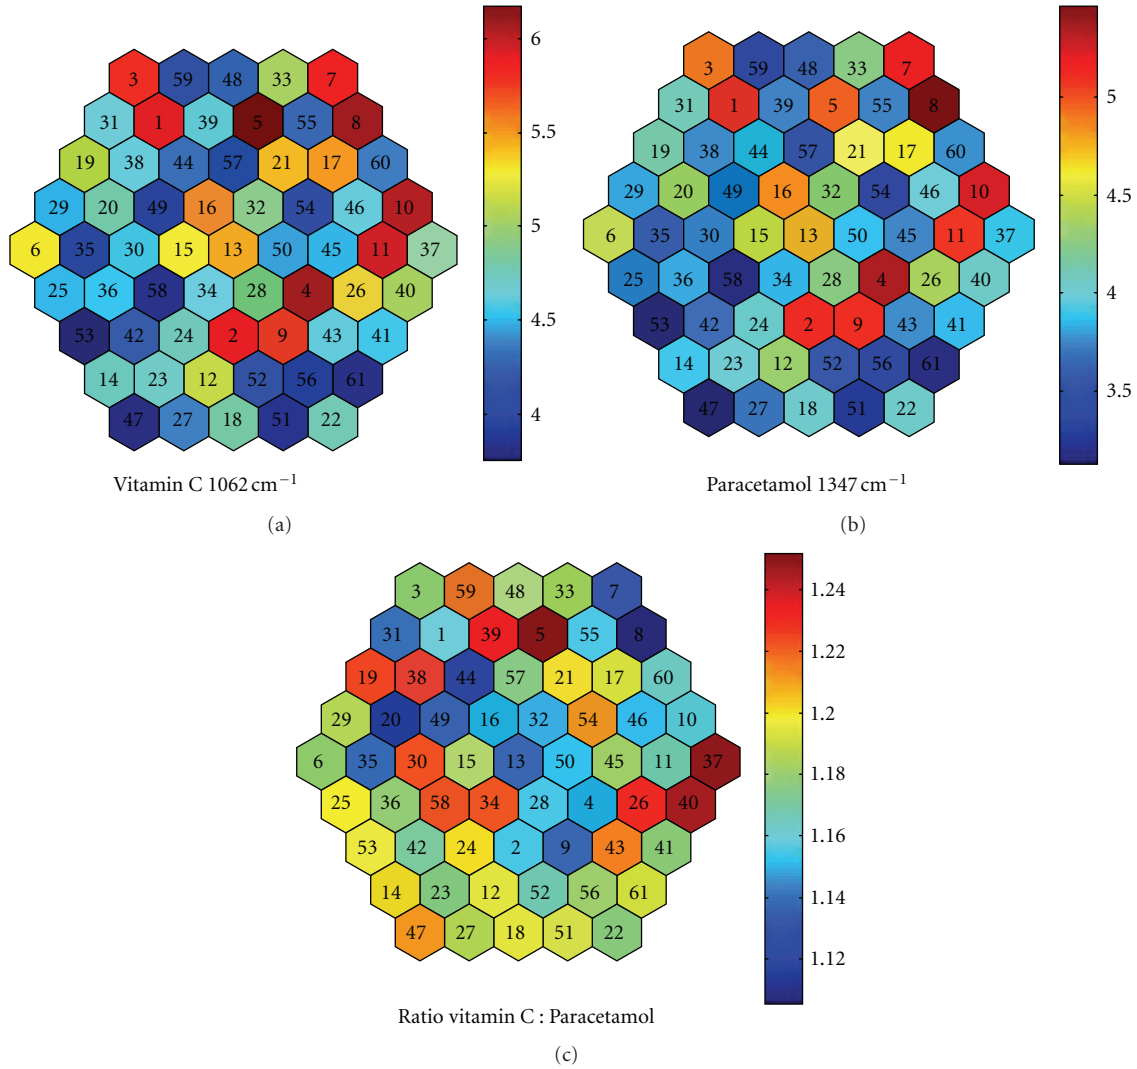 3 59 48 33 7
31 1 39 5 55 8
19 38 44 57 21 17 60
29 20 49 16 32 54 46 10
6 35 30 15 13 50 45 11 37
25 36 58 34 28 4 26 40
53 42 24 2 9 43 41
14 23 12 52 56 61
47 27 18 51 22
6
5.5
5
4.5
4
Vitamin C 1062 cm⁻¹
(a)
3 59 48 33 7
31 1 39 5 55 8
19 38 44 57 21 17 60
29 20 49 16 32 54 46 10
6 35 30 15 13 50 45 11 37
25 36 58 34 28 4 26 40
53 42 24 2 9 43 41
14 23 12 52 56 61
47 27 18 51 22
5
4.5
4
3.5
Paracetamol 1347 cm⁻¹
(b)
3 59 48 33 7
31 1 39 5 55 8
19 38 44 57 21 17 60
29 20 49 16 32 54 46 10
6 35 30 15 13 50 45 11 37
25 36 58 34 28 4 26 40
53 42 24 2 9 43 41
14 23 12 52 56 61
47 27 18 51 22
1.24
1.22
1.2
1.18
1.16
1.14
1.12
Ratio vitamin C : Paracetamol
(c)